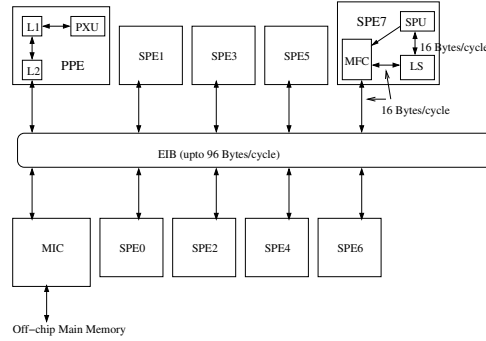 L1
PXU
L2
PPE
SPE1
SPE3
SPE5
SPE7
SPU
16 Bytes/cycle
MFC
LS
16 Bytes/cycle
EIB (upto 96 Bytes/cycle)
MIC
SPE0
SPE2
SPE4
SPE6
Off-chip Main Memory